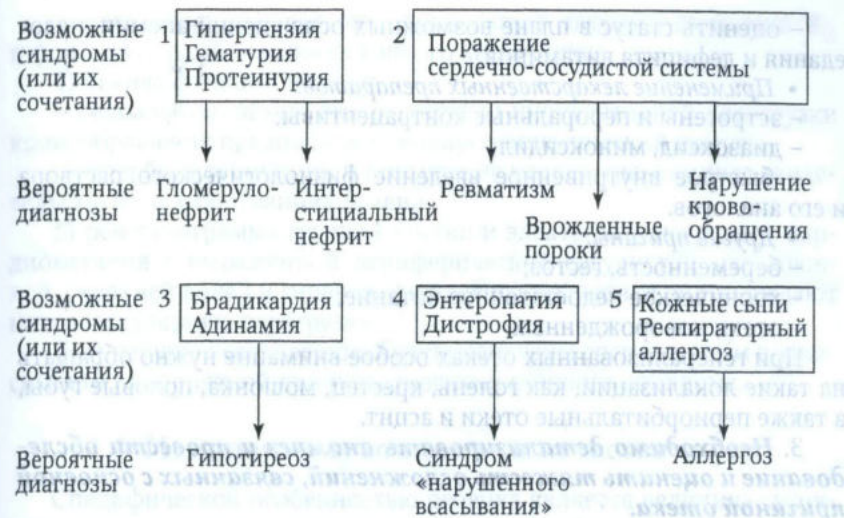 Возможные синдромы (или их сочетания)
1
Гипертензия
Гематурия
Протеинурия
2
Поражение
сердечно-сосудистой системы
Вероятные
диагнозы
Гломеруло-
нефрит
Интер-
стициальный
нефрит
Ревматизм
Врожденные
пороки
Нарушение
крово-
обращения
Возможные
синдромы
(или их
сочетания)
3
Брадикардия
Адинамия
4
Энтеропатия
Дистрофия
5
Кожные сыпи
Респираторный
аллергоз
Вероятные
диагнозы
Гипотиреоз
Синдром
«нарушенного
всасывания»
Аллергоз